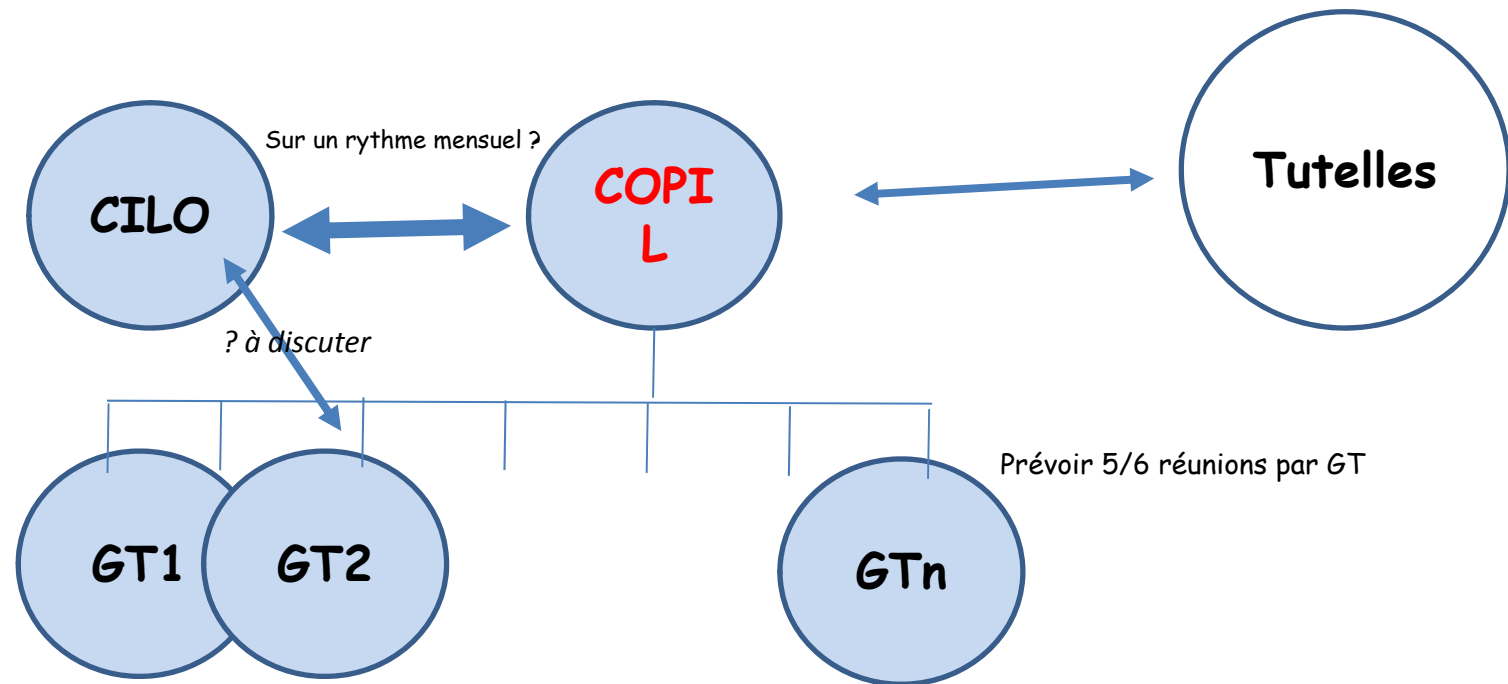 Sur un rythme mensuel ?
CILO
COPI
L
Tutelles
? à discuter
Prévoir 5/6 réunions par GT
GT1
GT2
GTn